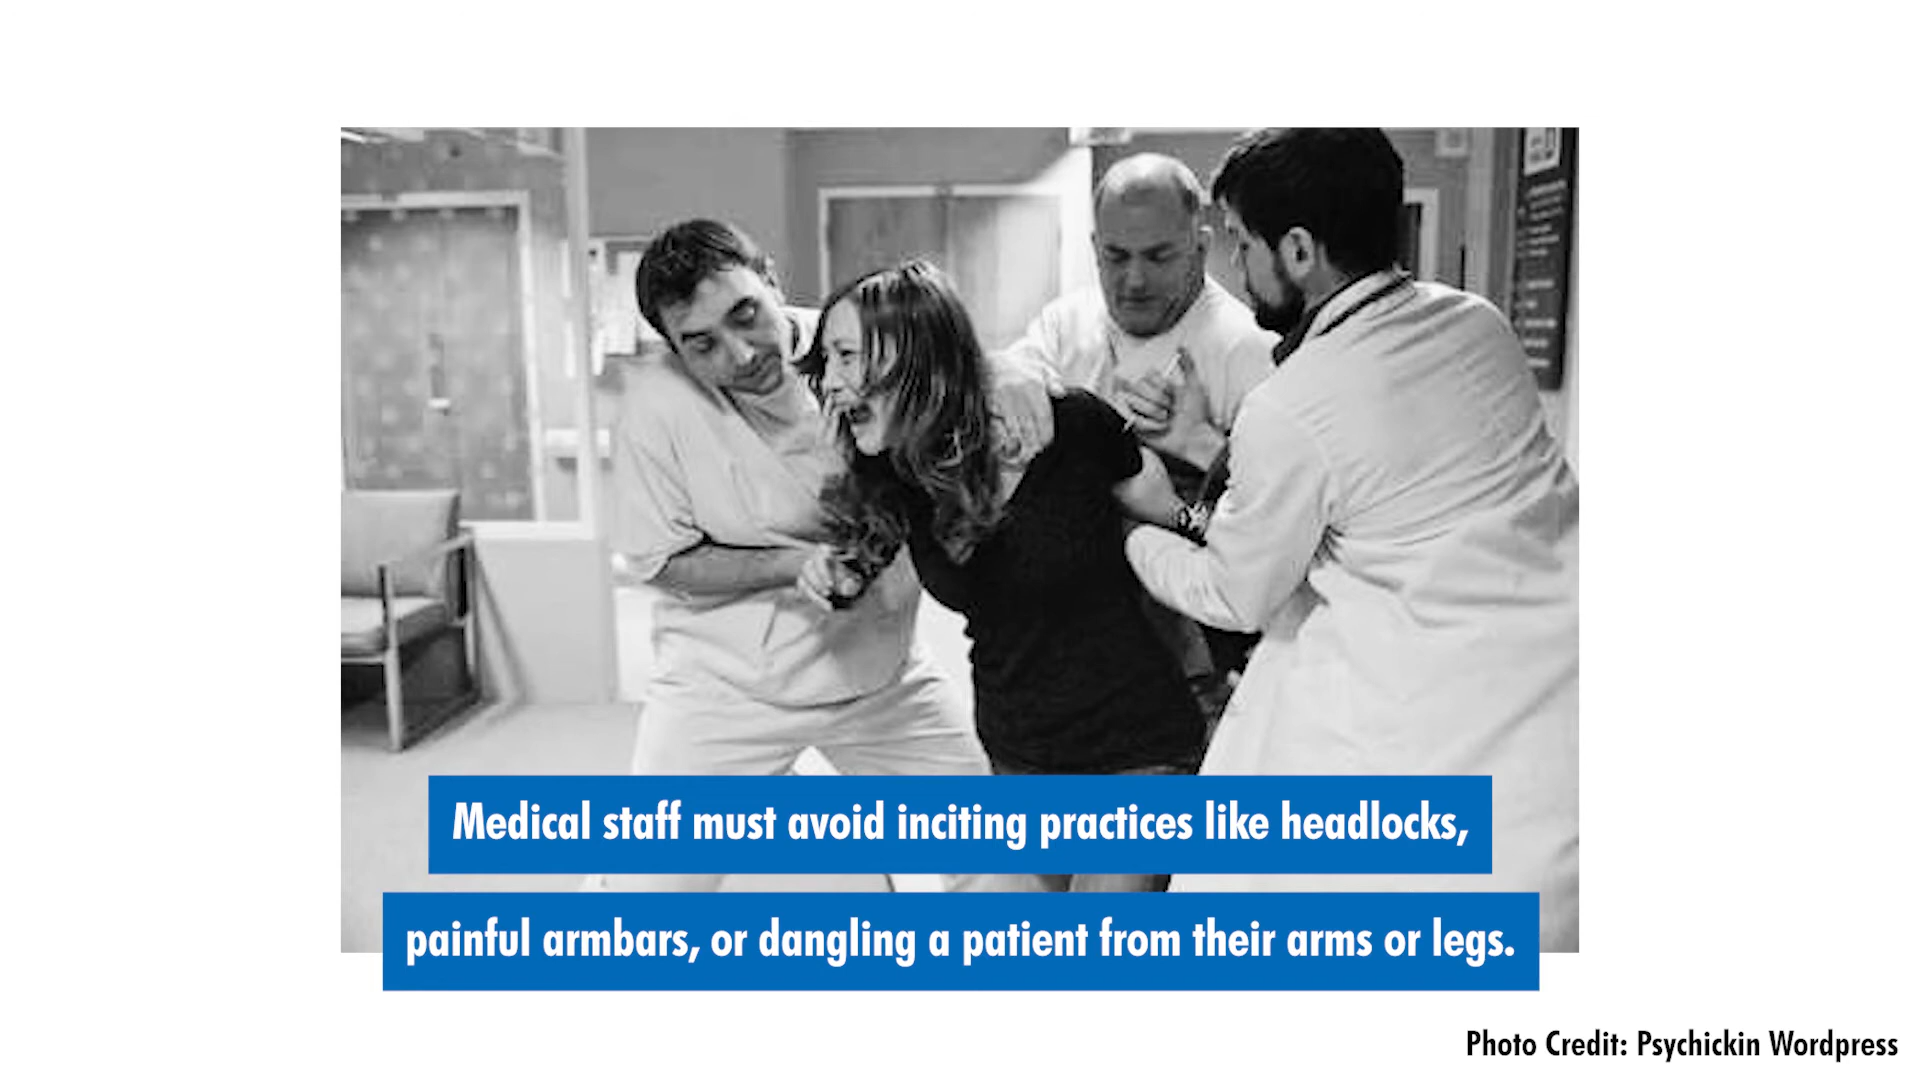 Medical staff must avoid inciting practices like headlocks,
painful armbars, or dangling a patient from their arms or legs.
Photo Credit: Psychickin Wordpress